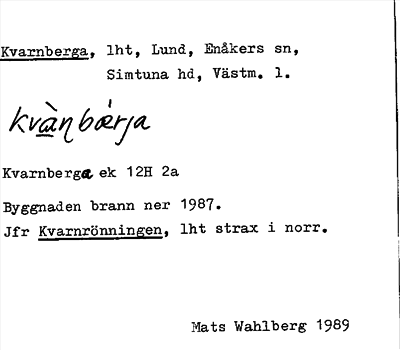 Kvarnberga, lht, Lund, Enåkers sn,
Simtuna hd, Västm. l.
kvὰɳbǿrja
Kvarnberga ek 12H 2a
Byggnaden brann ner 1987.
Jfr Kvarnrönningen, lht strax i norr.
Mats Wahlberg 1989